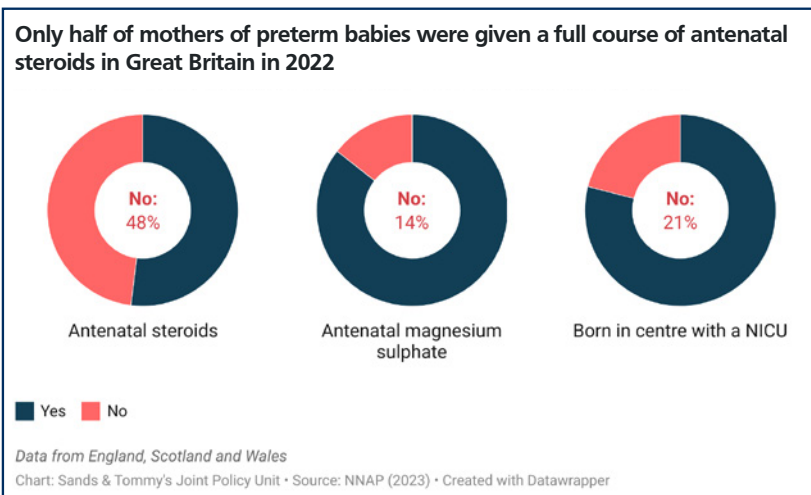 Only half of mothers of preterm babies were given a full course of antenatal
steroids in Great Britain in 2022
No:
48%
No:
14%
No:
21%
Antenatal steroids
Antenatal magnesium
sulphate
Born in centre with a NICU
Yes
No
Data from England, Scotland and Wales
Chart: Sands & Tommy's Joint Policy Unit • Source: NNAP (2023) • Created with Datawrapper